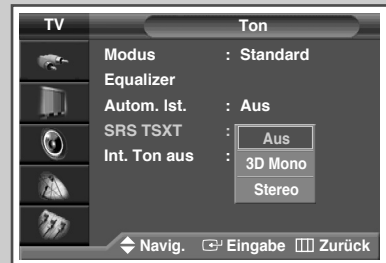 TV Ton
Modus : Standard
Equalizer
Autom. lst. : Aus
SRS TSXT : Aus
Int. Ton aus : 3D Mono
Stereo
Navig. Eingabe Zurück